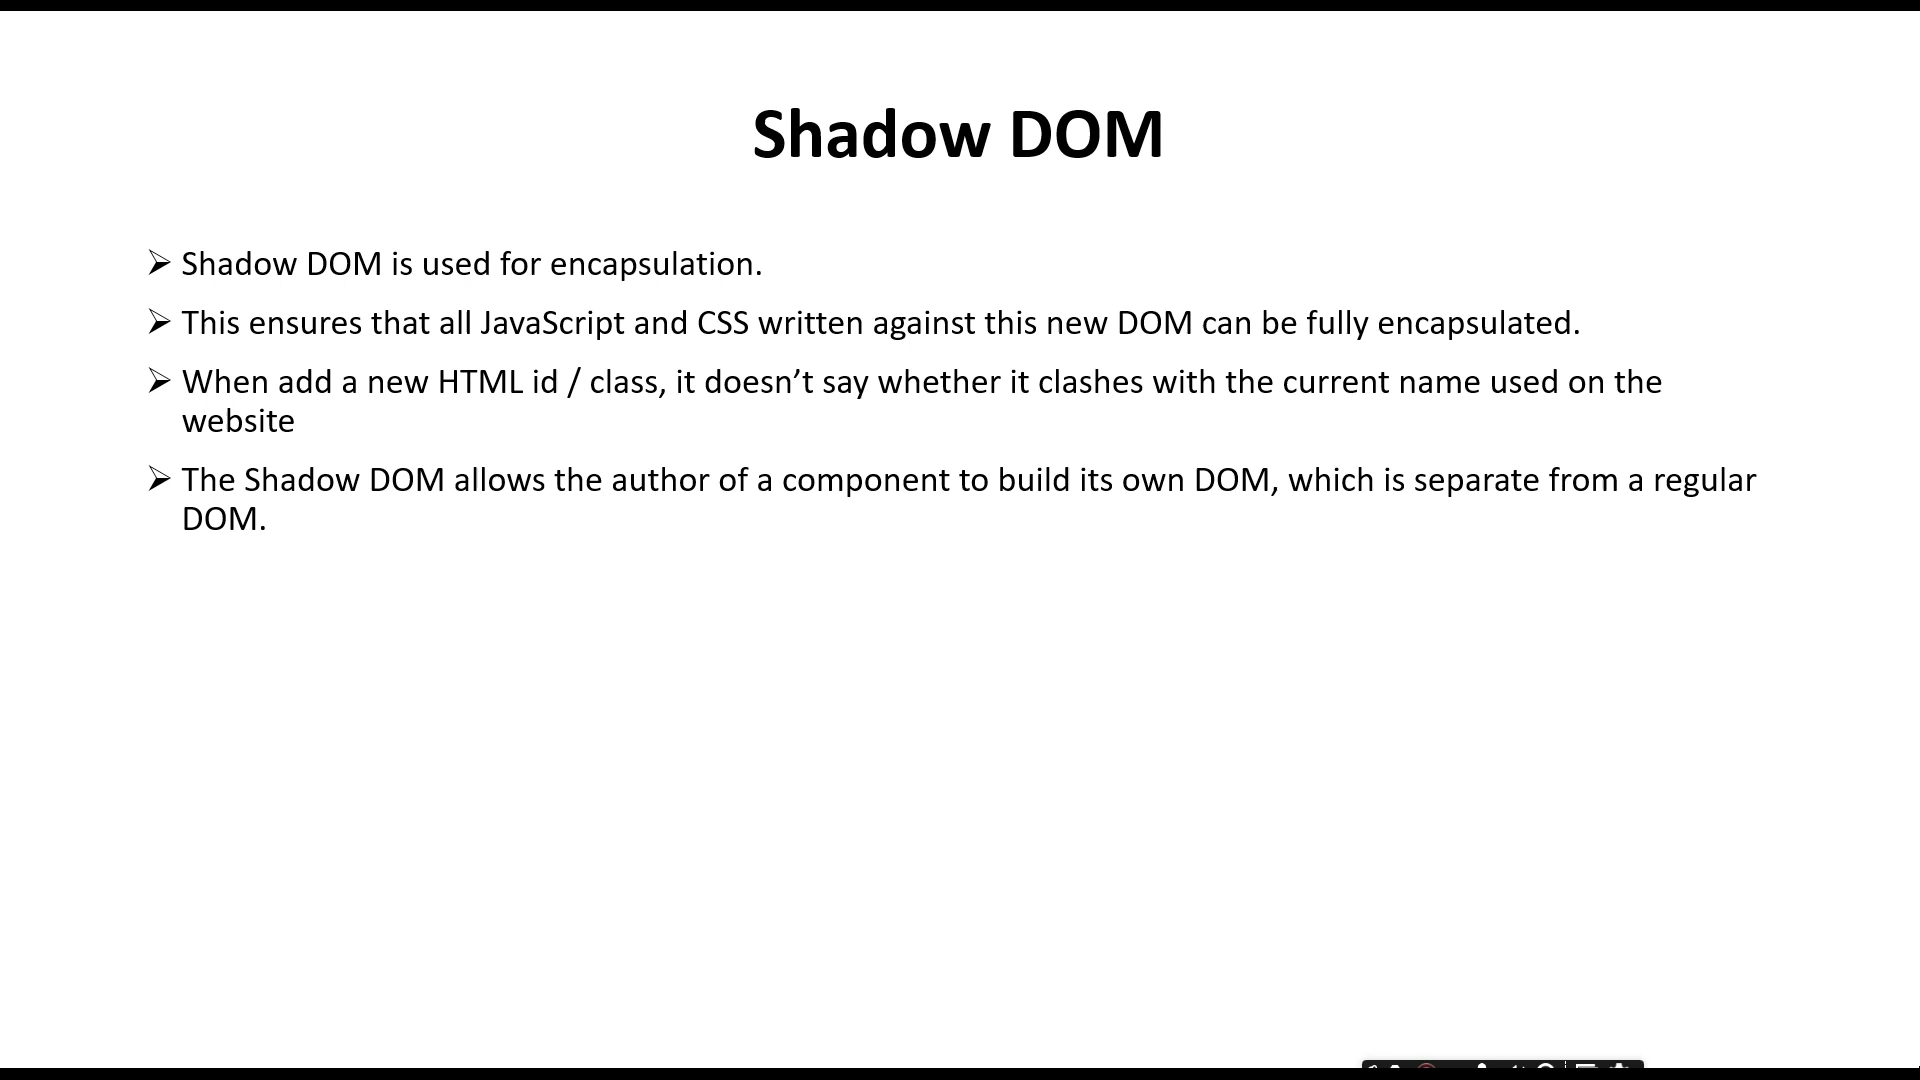 Shadow DOM
➢ Shadow DOM is used for encapsulation.
➢ This ensures that all JavaScript and CSS written against this new DOM can be fully encapsulated.
➢ When add a new HTML id / class, it doesn’t say whether it clashes with the current name used on the
website
➢ The Shadow DOM allows the author of a component to build its own DOM, which is separate from a regular
DOM.